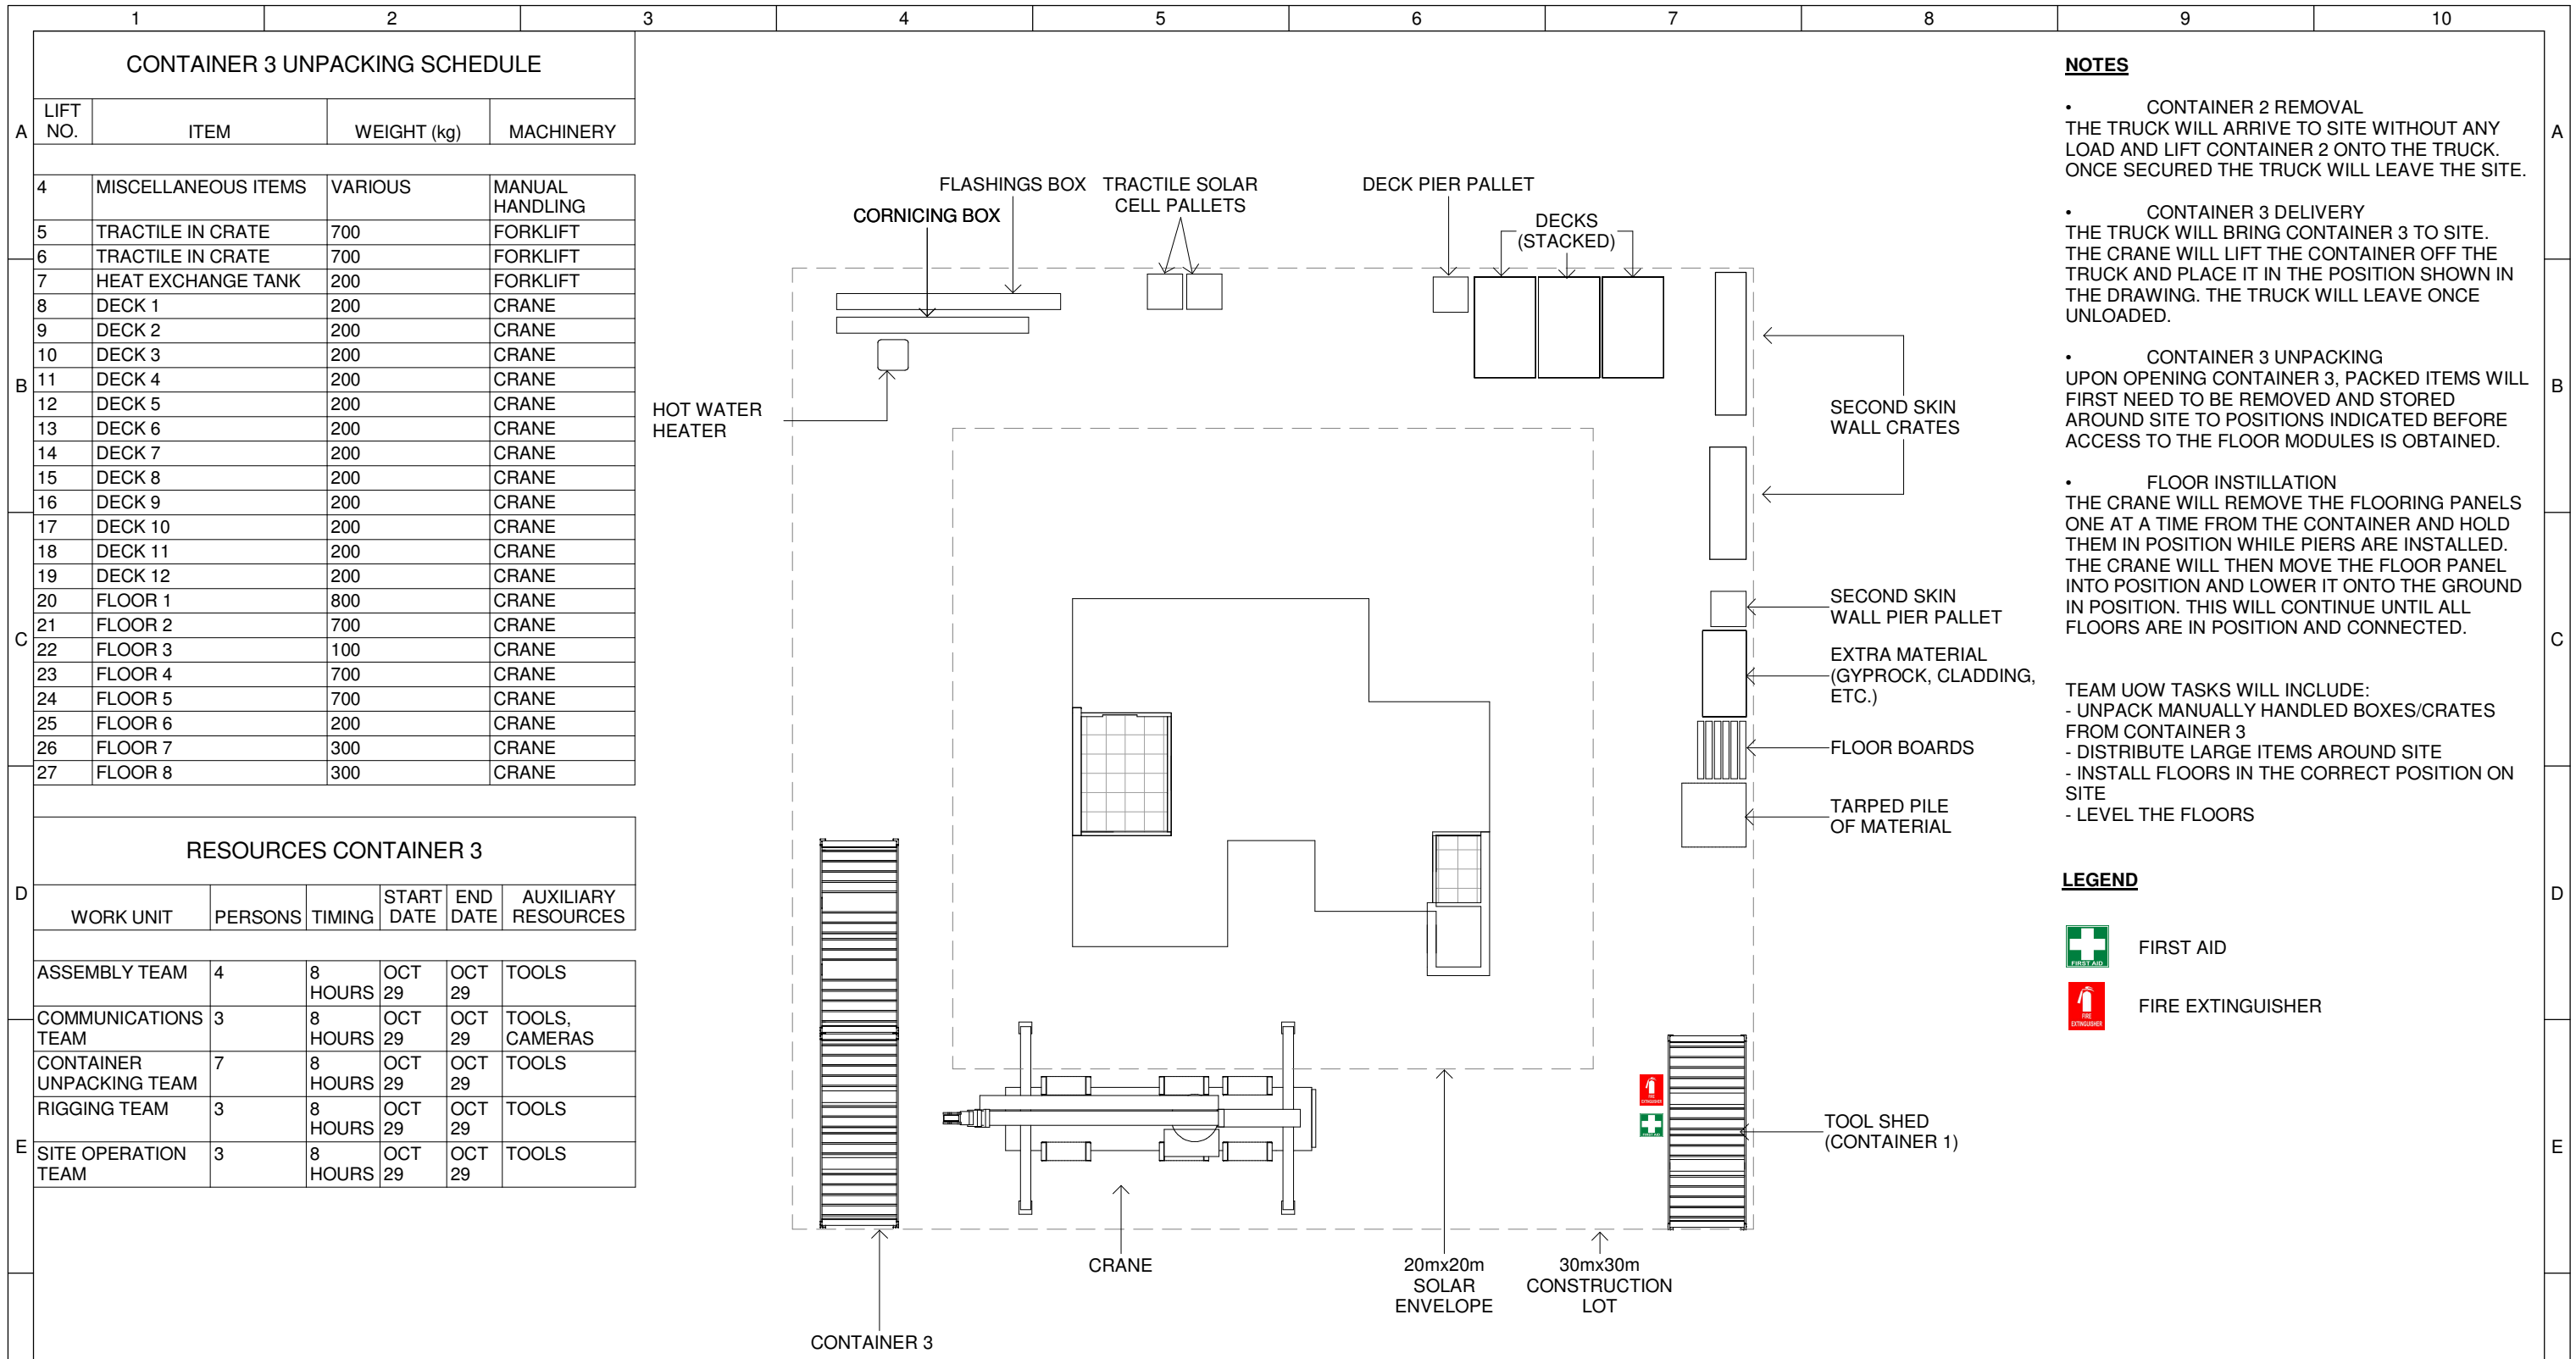 1 2 3 4 5 6 7 8 9 10
A
B
C
D
E
CONTAINER 3 UNPACKING SCHEDULE
LIFT NO. ITEM WEIGHT (kg) MACHINERY
4 MISCELLANEOUS ITEMS VARIOUS MANUAL HANDLING
5 TRACTILE IN CRATE 700 FORKLIFT
6 TRACTILE IN CRATE 700 FORKLIFT
7 HEAT EXCHANGE TANK 200 FORKLIFT
8 DECK 1 200 CRANE
9 DECK 2 200 CRANE
10 DECK 3 200 CRANE
11 DECK 4 200 CRANE
12 DECK 5 200 CRANE
13 DECK 6 200 CRANE
14 DECK 7 200 CRANE
15 DECK 8 200 CRANE
16 DECK 9 200 CRANE
17 DECK 10 200 CRANE
18 DECK 11 200 CRANE
19 DECK 12 200 CRANE
20 FLOOR 1 800 CRANE
21 FLOOR 2 700 CRANE
22 FLOOR 3 100 CRANE
23 FLOOR 4 700 CRANE
24 FLOOR 5 700 CRANE
25 FLOOR 6 200 CRANE
26 FLOOR 7 300 CRANE
27 FLOOR 8 300 CRANE
RESOURCES CONTAINER 3
WORK UNIT PERSONS TIMING START DATE END DATE AUXILIARY RESOURCES
ASSEMBLY TEAM 4 8 HOURS OCT 29 OCT 29 TOOLS
COMMUNICATIONS TEAM 3 8 HOURS OCT 29 OCT 29 TOOLS, CAMERAS
CONTAINER UNPACKING TEAM 7 8 HOURS OCT 29 OCT 29 TOOLS
RIGGING TEAM 3 8 HOURS OCT 29 OCT 29 TOOLS
SITE OPERATION TEAM 3 8 HOURS OCT 29 OCT 29 TOOLS
FLASHINGS BOX
CORNICING BOX
TRACTILE SOLAR
CELL PALLETS
DECK PIER PALLET
DECKS
(STACKED)
HOT WATER
HEATER
SECOND SKIN
WALL CRATES
SECOND SKIN
WALL PIER PALLET
EXTRA MATERIAL
(GYPROCK, CLADDING,
ETC.)
FLOOR BOARDS
TARPED PILE
OF MATERIAL
FIRE
EXTINGUISHER
FIRST AID
TOOL SHED
(CONTAINER 1)
CRANE
20mx20m
SOLAR
ENVELOPE
30mx30m
CONSTRUCTION
LOT
CONTAINER 3
NOTES
• CONTAINER 2 REMOVAL
THE TRUCK WILL ARRIVE TO SITE WITHOUT ANY
LOAD AND LIFT CONTAINER 2 ONTO THE TRUCK.
ONCE SECURED THE TRUCK WILL LEAVE THE SITE.
• CONTAINER 3 DELIVERY
THE TRUCK WILL BRING CONTAINER 3 TO SITE.
THE CRANE WILL LIFT THE CONTAINER OFF THE
TRUCK AND PLACE IT IN THE POSITION SHOWN IN
THE DRAWING. THE TRUCK WILL LEAVE ONCE
UNLOADED.
• CONTAINER 3 UNPACKING
UPON OPENING CONTAINER 3, PACKED ITEMS WILL
FIRST NEED TO BE REMOVED AND STORED
AROUND SITE TO POSITIONS INDICATED BEFORE
ACCESS TO THE FLOOR MODULES IS OBTAINED.
• FLOOR INSTILLATION
THE CRANE WILL REMOVE THE FLOORING PANELS
ONE AT A TIME FROM THE CONTAINER AND HOLD
THEM IN POSITION WHILE PIERS ARE INSTALLED.
THE CRANE WILL THEN MOVE THE FLOOR PANEL
INTO POSITION AND LOWER IT ONTO THE GROUND
IN POSITION. THIS WILL CONTINUE UNTIL ALL
FLOORS ARE IN POSITION AND CONNECTED.
TEAM UOW TASKS WILL INCLUDE:
- UNPACK MANUALLY HANDLED BOXES/CRATES
FROM CONTAINER 3
- DISTRIBUTE LARGE ITEMS AROUND SITE
- INSTALL FLOORS IN THE CORRECT POSITION ON
SITE
- LEVEL THE FLOORS
LEGEND
FIRST AID
FIRST AID
FIRE
EXTINGUISHER
FIRE EXTINGUISHER
A
B
C
D
E